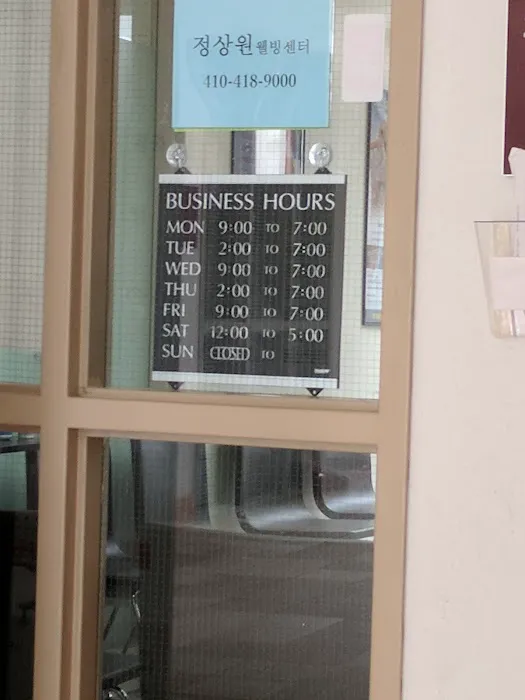 정상원웰빙센터
410-418-9000
BUSINESS HOURS
MON 9:00 TO 7:00
TUE 2:00 TO 7:00
WED 9:00 TO 7:00
THU 2:00 TO 7:00
FRI 9:00 TO 7:00
SAT 12:00 TO 5:00
SUN CLOSED TO